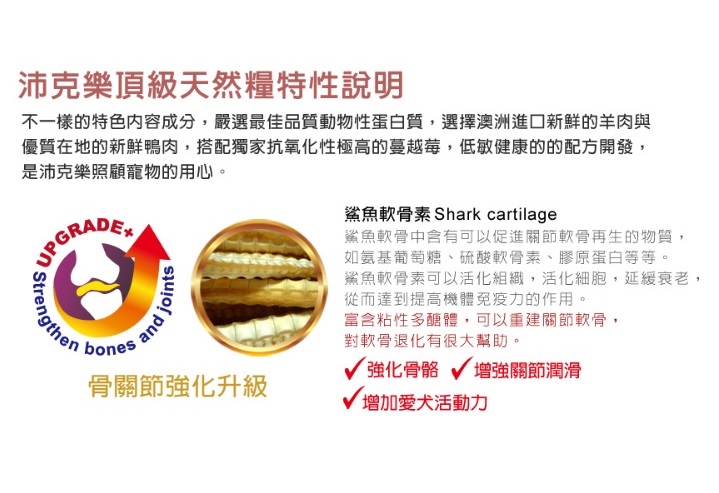 沛克樂頂級天然糧特性說明
不一樣的特色內容成分，嚴選最佳品質動物性蛋白質，選擇澳洲進口新鮮的羊肉與
優質在地的新鮮鴨肉，搭配獨家抗氧化性極高的蔓越莓，低敏健康的的配方開發，
是沛克樂照顧寵物的用心。
UPGRADE+
Strengthen bones and joints
骨關節強化升級
鯊魚軟骨素 Shark cartilage
鯊魚軟骨中含有可以促進關節軟骨再生的物質，
如氨基葡萄糖、硫酸軟骨素、膠原蛋白等等。
鯊魚軟骨素可以活化組織，活化細胞，延緩衰老，
從而達到提高機體免疫力的作用。
富含粘性多醣體，可以重建關節軟骨，
對軟骨退化有很大幫助。
✓強化骨骼 ✓增強關節潤滑
✓增加愛犬活動力